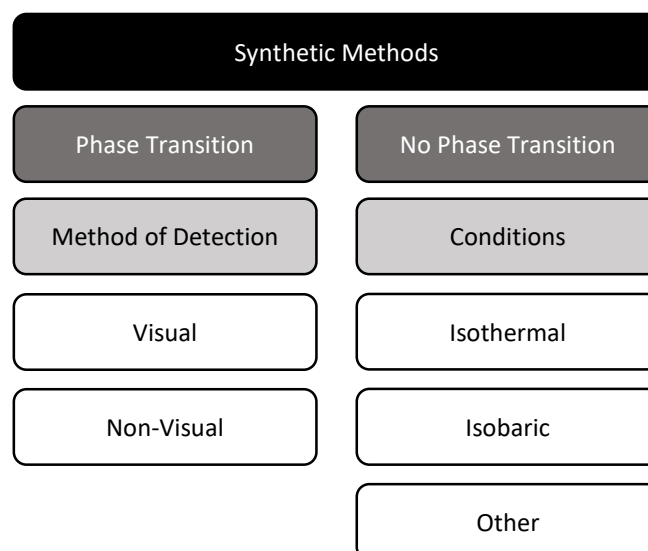 Synthetic Methods
Phase Transition
No Phase Transition
Method of Detection
Conditions
Visual
Isothermal
Non-Visual
Isobaric
Other